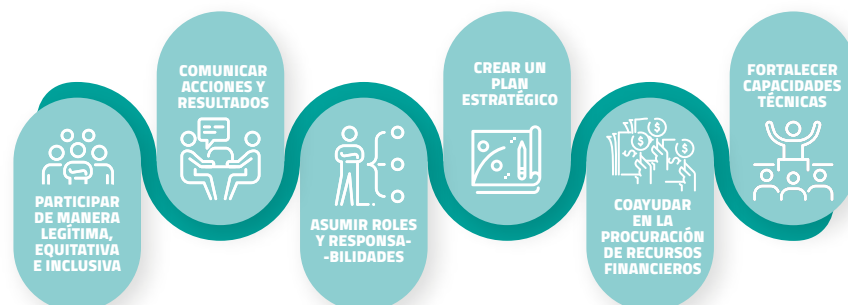 PARTICIPAR
DE MANERA
LEGÍTIMA,
EQUITATIVA
E INCLUSIVA
COMUNICAR
ACCIONES Y
RESULTADOS
ASUMIR ROLES
Y RESPONSA-
-BILIDADES
CREAR UN
PLAN
ESTRATÉGICO
COAYUDAR
EN LA
PROCURACIÓN
DE RECURSOS
FINANCIEROS
FORTALECER
CAPACIDADES
TÉCNICAS